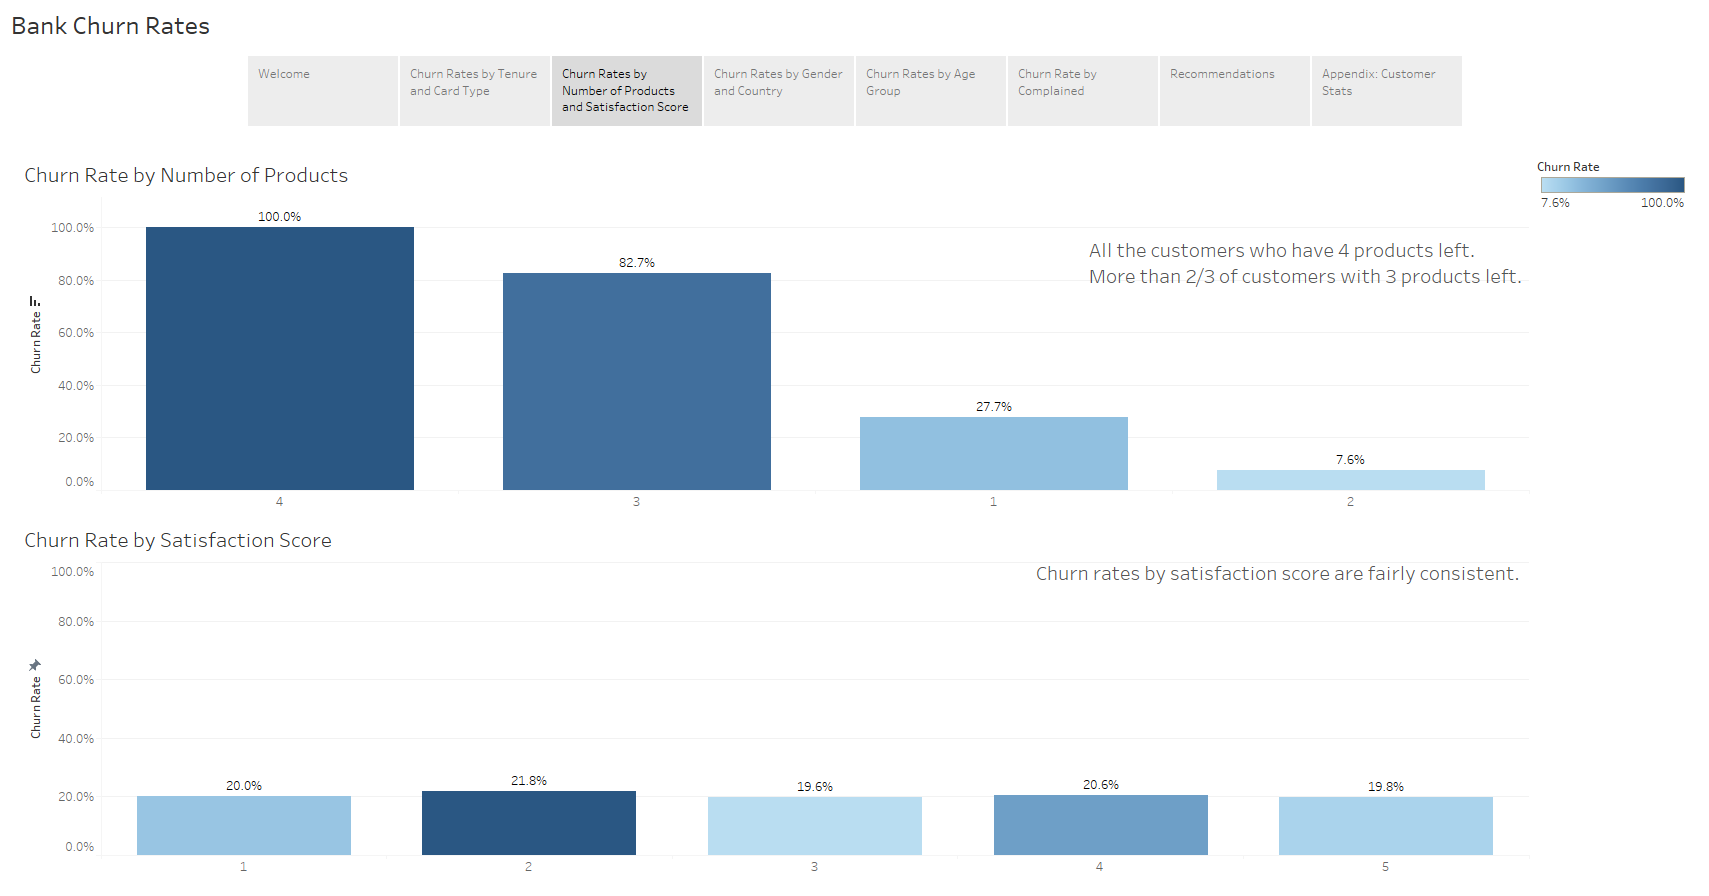 Bank Churn Rates
Welcome
Churn Rates by Tenure
and Card Type
Churn Rates by
Number of Products
and Satisfaction Score
Churn Rates by Gender
and Country
Churn Rates by Age
Group
Churn Rate by
Complained
Recommendations
Appendix: Customer
Stats
Churn Rate by Number of Products
Churn Rate
7.6%
100.0%
100.0%
80.0%
60.0%
40.0%
20.0%
0.0%
Churn Rate
100.0%
82.7%
27.7%
7.6%
All the customers who have 4 products left.
More than 2/3 of customers with 3 products left.
4
3
1
2
Churn Rate by Satisfaction Score
Churn rates by satisfaction score are fairly consistent.
100.0%
80.0%
60.0%
40.0%
20.0%
0.0%
Churn Rate
20.0%
21.8%
19.6%
20.6%
19.8%
1
2
3
4
5